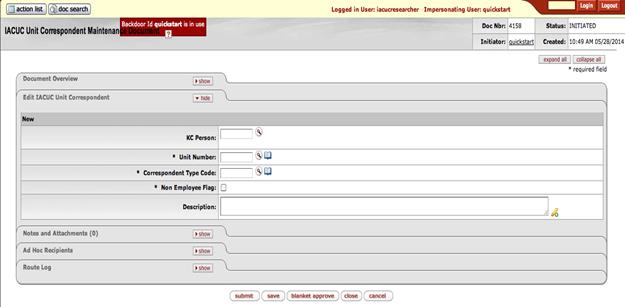 action list doc search
Logged in User: iacucresearcher Impersonating User: quickstart
Login Logout
Backdoor Id quickstart is in use
IACUC Unit Correspondent Maintenance Document ?
Doc Nbr: 4158 Status: INITIATED
Initiator: quickstart Created: 10:49 AM 05/28/2014
expand all collapse all
* required field
Document Overview show
Edit IACUC Unit Correspondent hide
New
KC Person:
* Unit Number:
* Correspondent Type Code:
* Non Employee Flag:
Description:
Notes and Attachments (0) show
Ad Hoc Recipients show
Route Log show
submit save blanket approve close cancel